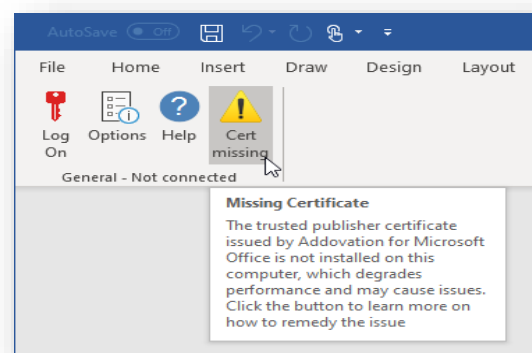 AutoSave Off
File Home Insert Draw Design Layout
Log On Options Help Cert missing
General - Not connected
Missing Certificate
The trusted publisher certificate
issued by Addovation for Microsoft
Office is not installed on this
computer, which degrades
performance and may cause issues.
Click the button to learn more on
how to remedy the issue